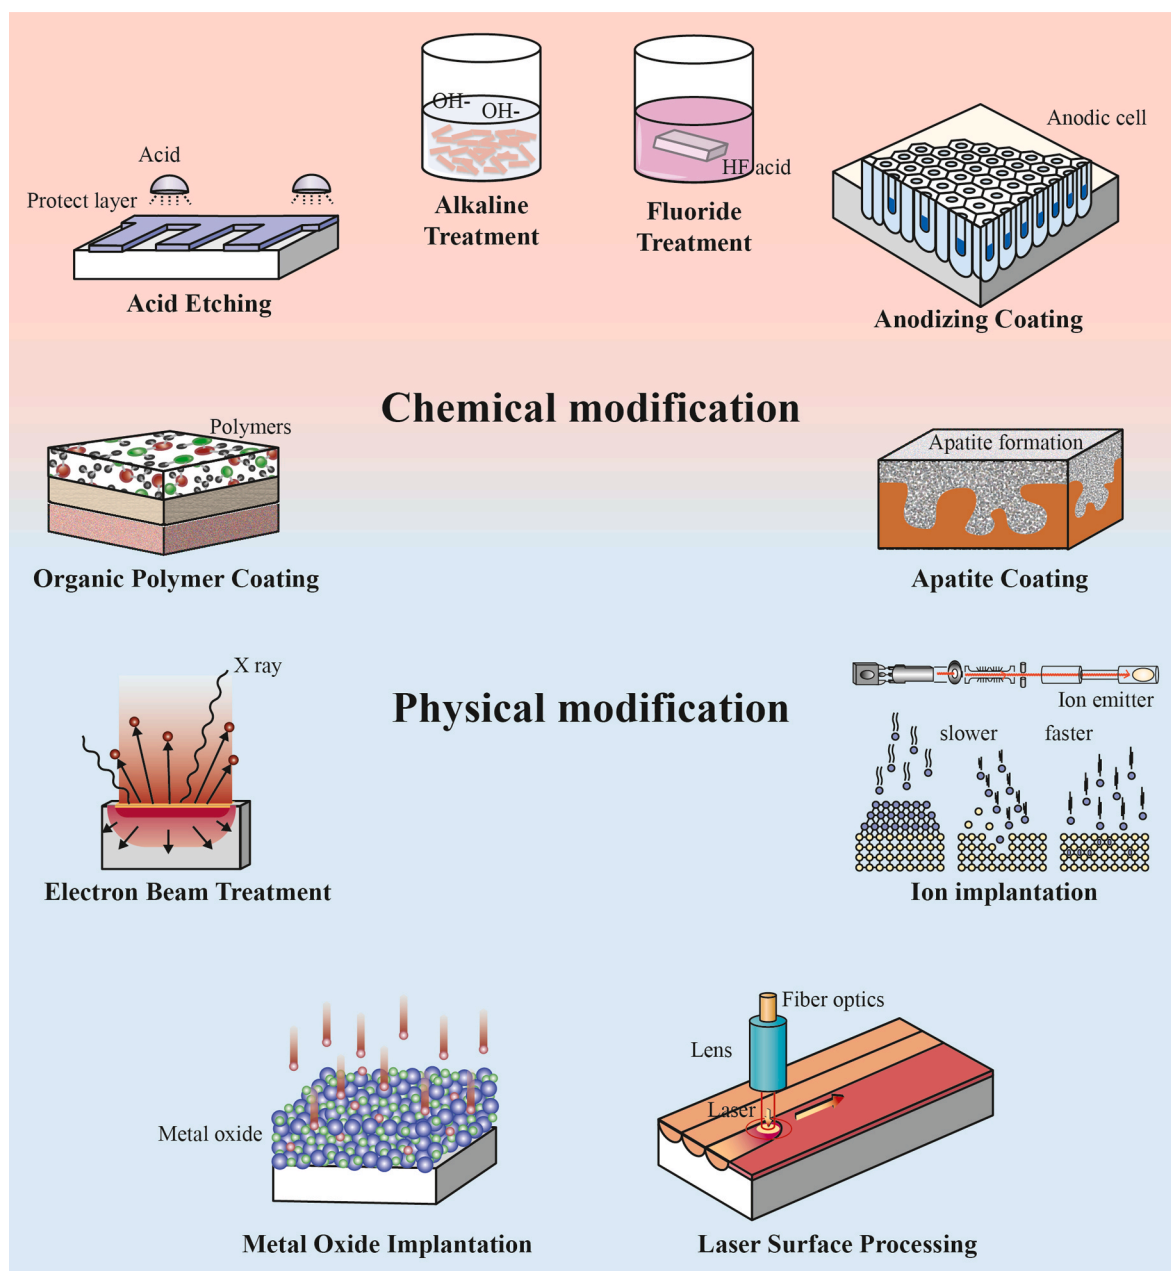 OH-
OH-
Alkaline
Treatment
HF acid
Fluoride
Treatment
Anodic cell
Anodizing Coating
Acid
Protect layer
Acid Etching
Chemical modification
Polymers
Organic Polymer Coating
Apatite formation
Apatite Coating
Physical modification
X ray
Electron Beam Treatment
Ion emitter
slower
faster
Ion implantation
Metal oxide
Metal Oxide Implantation
Fiber optics
Lens
Laser
Laser Surface Processing